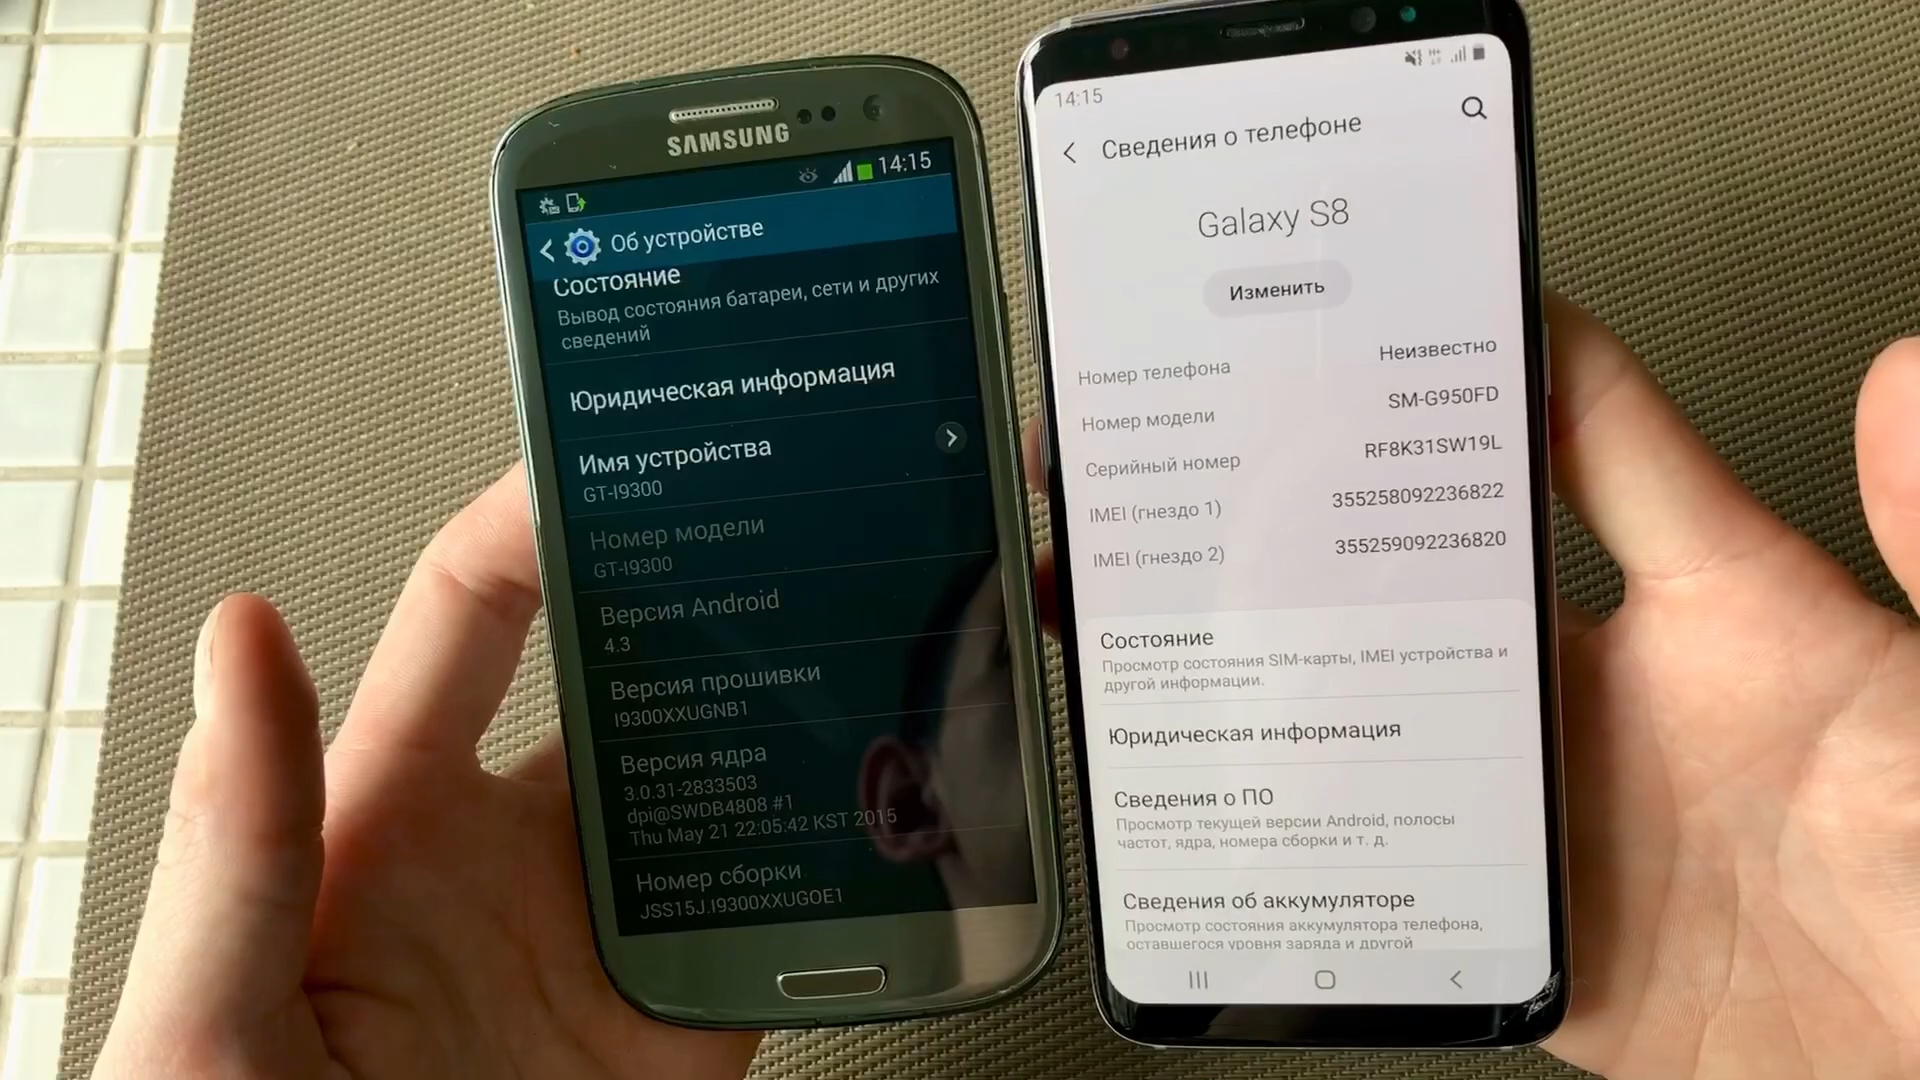 SAMSUNG
14:15
Об устройстве
Состояние
Вывод состояния батареи, сети и других
сведений
Юридическая информация
Имя устройства
GT-I9300
Номер модели
GT-I9300
Версия Android
4.3
Версия прошивки
I9300XXUGNB1
Версия ядра
3.0.31-2833503
dpi@SWDB4808 #1
Thu May 21 22:05:42 KST 2015
Номер сборки
JSS15J.I9300XXUGOE1
14:15
Сведения о телефоне
Galaxy S8
Изменить
Номер телефона Неизвестно
Номер модели SM-G950FD
Серийный номер RF8K31SW19L
IMEI (гнездо 1) 355258092236822
IMEI (гнездо 2) 355259092236820
Состояние
Просмотр состояния SIM-карты, IMEI устройства и
другой информации.
Юридическая информация
Сведения о ПО
Просмотр текущей версии Android, полосы
частот, ядра, номера сборки и т. д.
Сведения об аккумуляторе
Просмотр состояния аккумулятора телефона,
оставшегося уровня заряда и другой